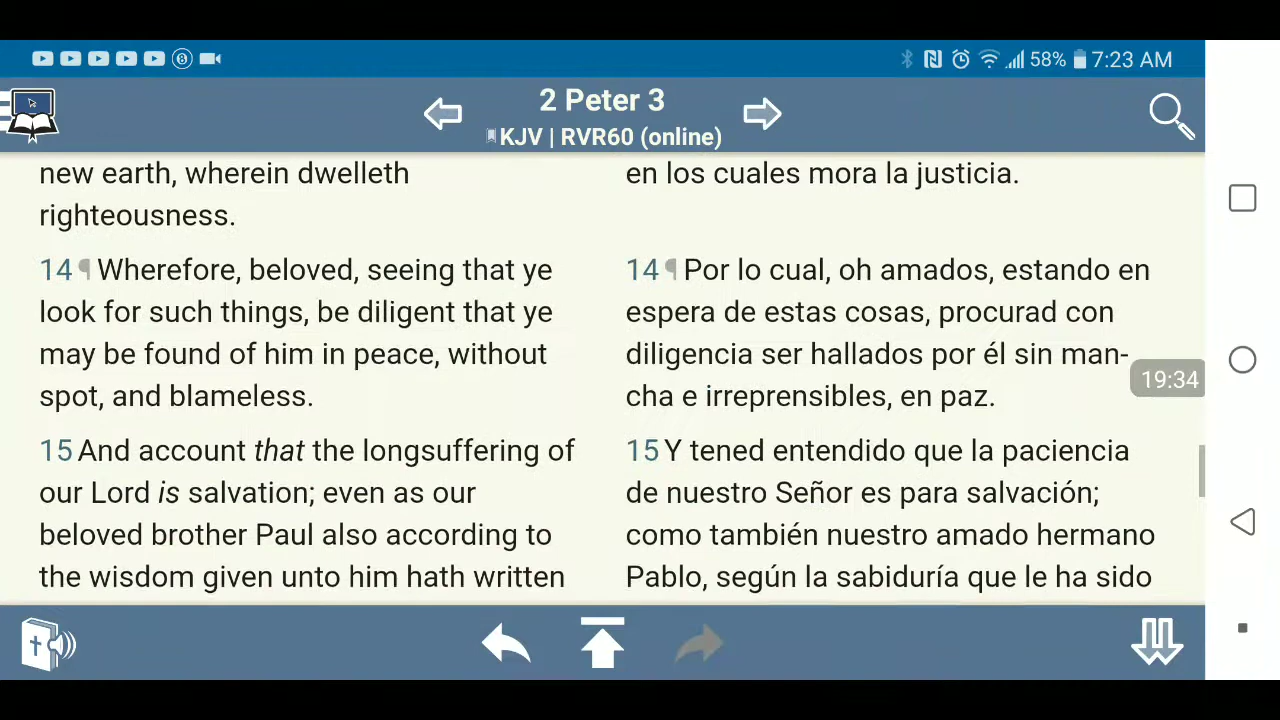 58% 7:23 AM
2 Peter 3
KJV | RVR60 (online)
new earth, wherein dwelleth
righteousness.
14 ¶ Wherefore, beloved, seeing that ye
look for such things, be diligent that ye
may be found of him in peace, without
spot, and blameless.
15 And account that the longsuffering of
our Lord is salvation; even as our
beloved brother Paul also according to
the wisdom given unto him hath written
en los cuales mora la justicia.
14 ¶ Por lo cual, oh amados, estando en
espera de estas cosas, procurad con
diligencia ser hallados por él sin man-
cha e irreprensibles, en paz.
15 Y tened entendido que la paciencia
de nuestro Señor es para salvación;
como también nuestro amado hermano
Pablo, según la sabiduría que le ha sido
19:34